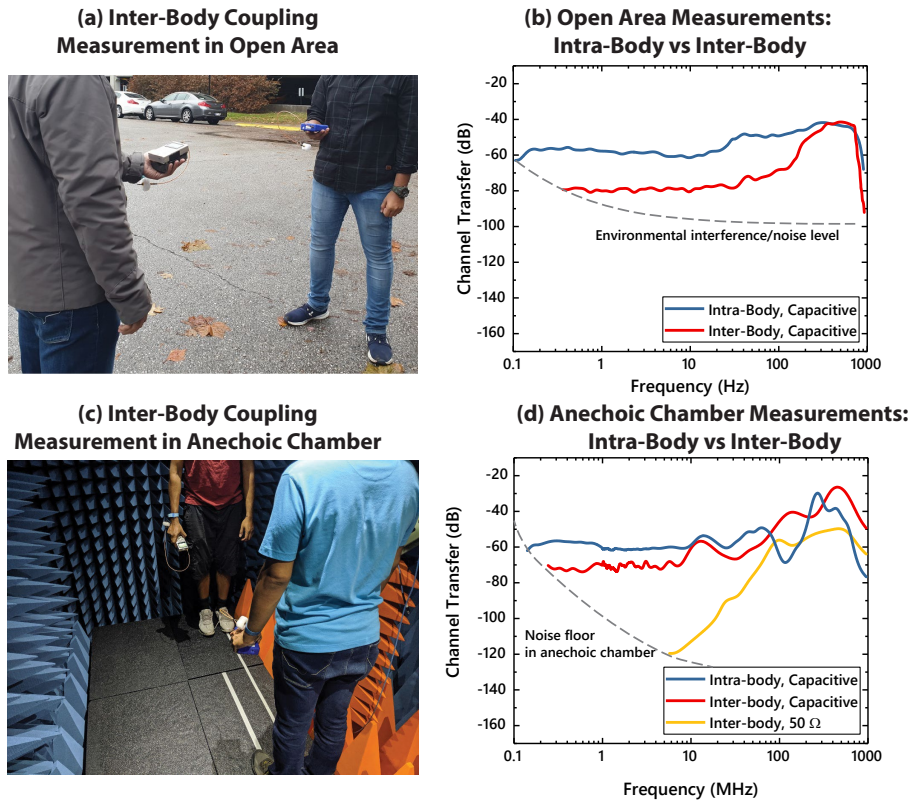 (a) Inter-Body Coupling
Measurement in Open Area
(b) Open Area Measurements:
Intra-Body vs Inter-Body
Channel Transfer (dB)
-20
-40
-60
-80
-100
-120
-140
-160
Environmental interference/noise level
Intra-Body, Capacitive
Inter-Body, Capacitive
0.1
1
10
100
1000
Frequency (Hz)
(c) Inter-Body Coupling
Measurement in Anechoic Chamber
(d) Anechoic Chamber Measurements:
Intra-Body vs Inter-Body
Channel Transfer (dB)
-20
-40
-60
-80
-100
-120
-140
-160
Noise floor
in anechoic chamber
Intra-body, Capacitive
Inter-body, Capacitive
Inter-body, 50 Ω
0.1
1
10
100
1000
Frequency (MHz)